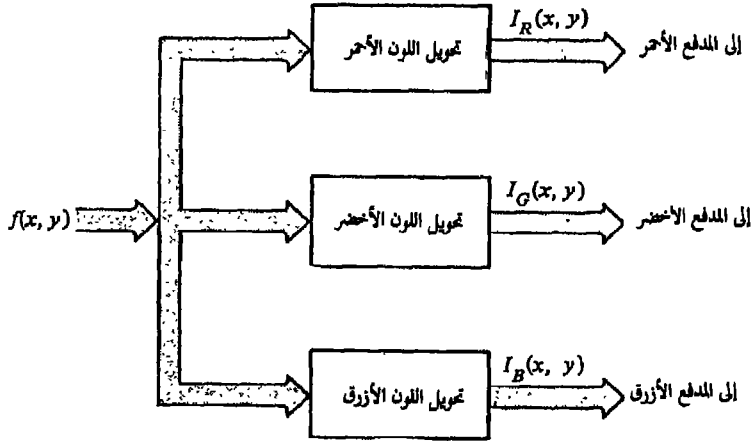 I_R(x, y)
تحويل اللون الأحمر
إلى المدفع الأحمر
I_G(x, y)
f(x, y)
تحويل اللون الأخضر
إلى المدفع الأخضر
I_B(x, y)
تحويل اللون الأزرق
إلى المدفع الأزرق